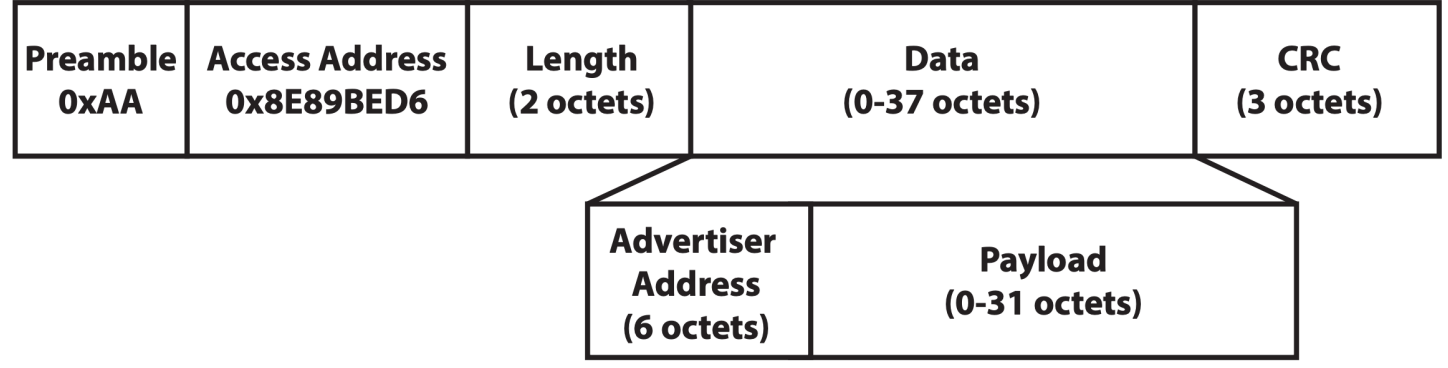 Preamble
0xAA
Access Address
0x8E89BED6
Length
(2 octets)
Data
(0-37 octets)
CRC
(3 octets)
Advertiser
Address
(6 octets)
Payload
(0-31 octets)